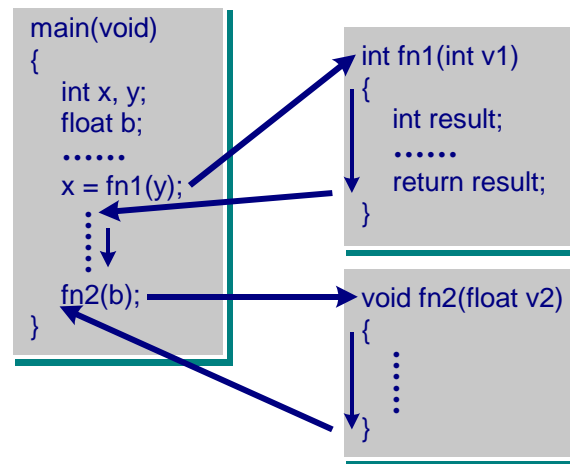 main(void)
{
int x, y;
float b;
......
x = fn1(y);
......
fn2(b);
}
int fn1(int v1)
{
int result;
......
return result;
}
void fn2(float v2)
{
......
}